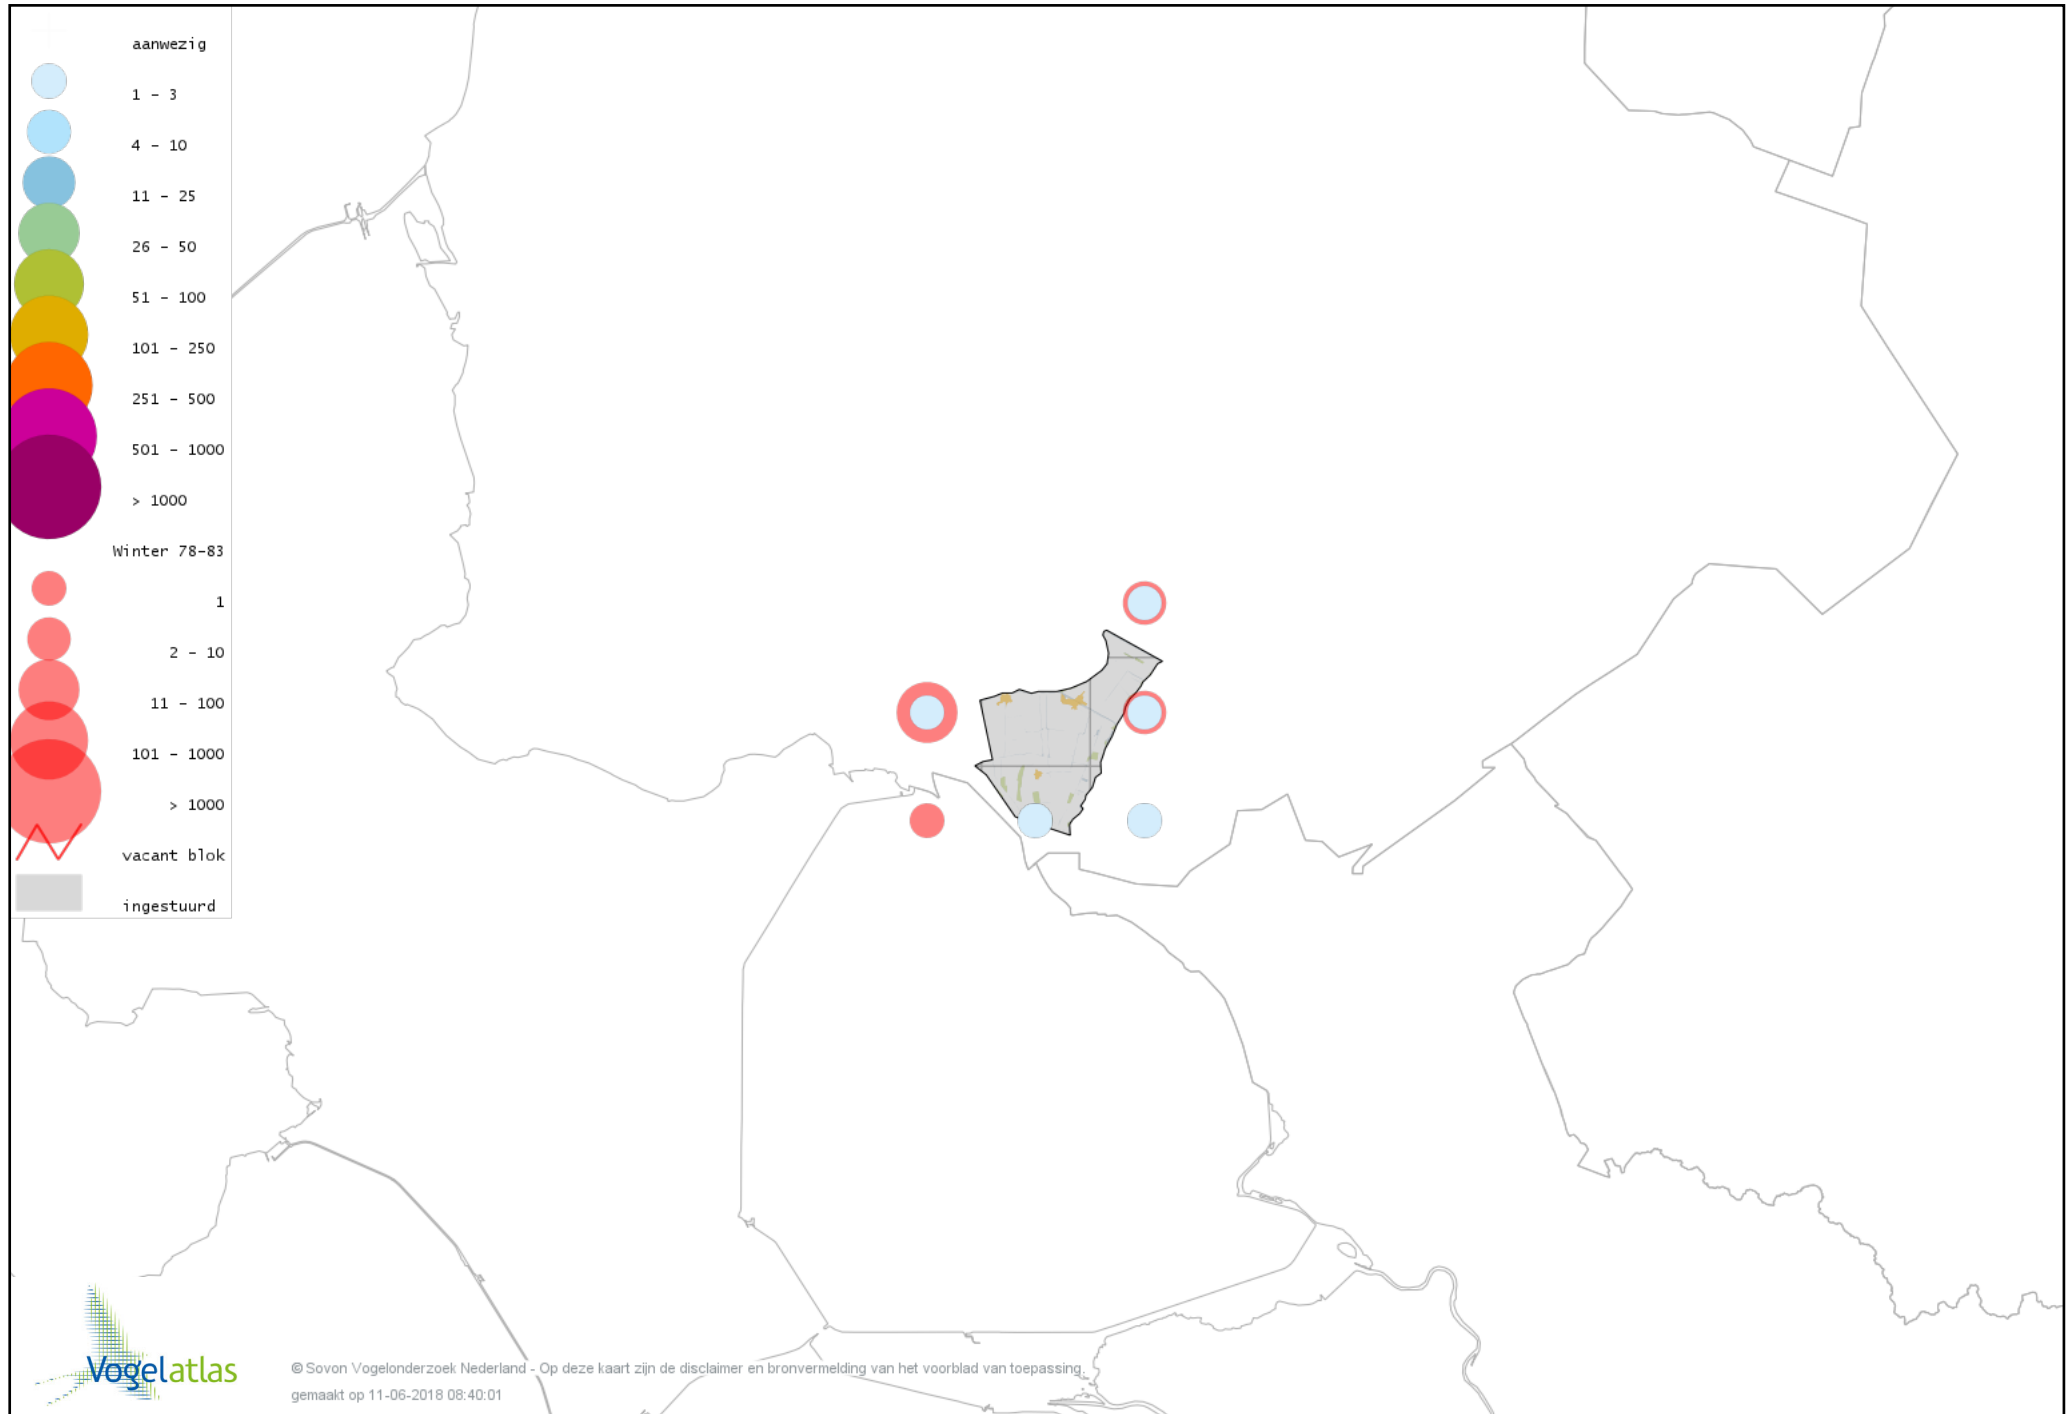 aanwezig
1 - 3
4 - 10
11 - 25
26 - 50
51 - 100
101 - 250
251 - 500
501 - 1000
> 1000
Winter 78-83
1
2 - 10
11 - 100
101 - 1000
> 1000
vacant blok
ingestuurd
Vogelatlas
© Sovon Vogelonderzoek Nederland - Op deze kaart zijn de disclaimer en bronvermelding van het voorblad van toepassing.
gemaakt op 11-06-2018 08:40:01